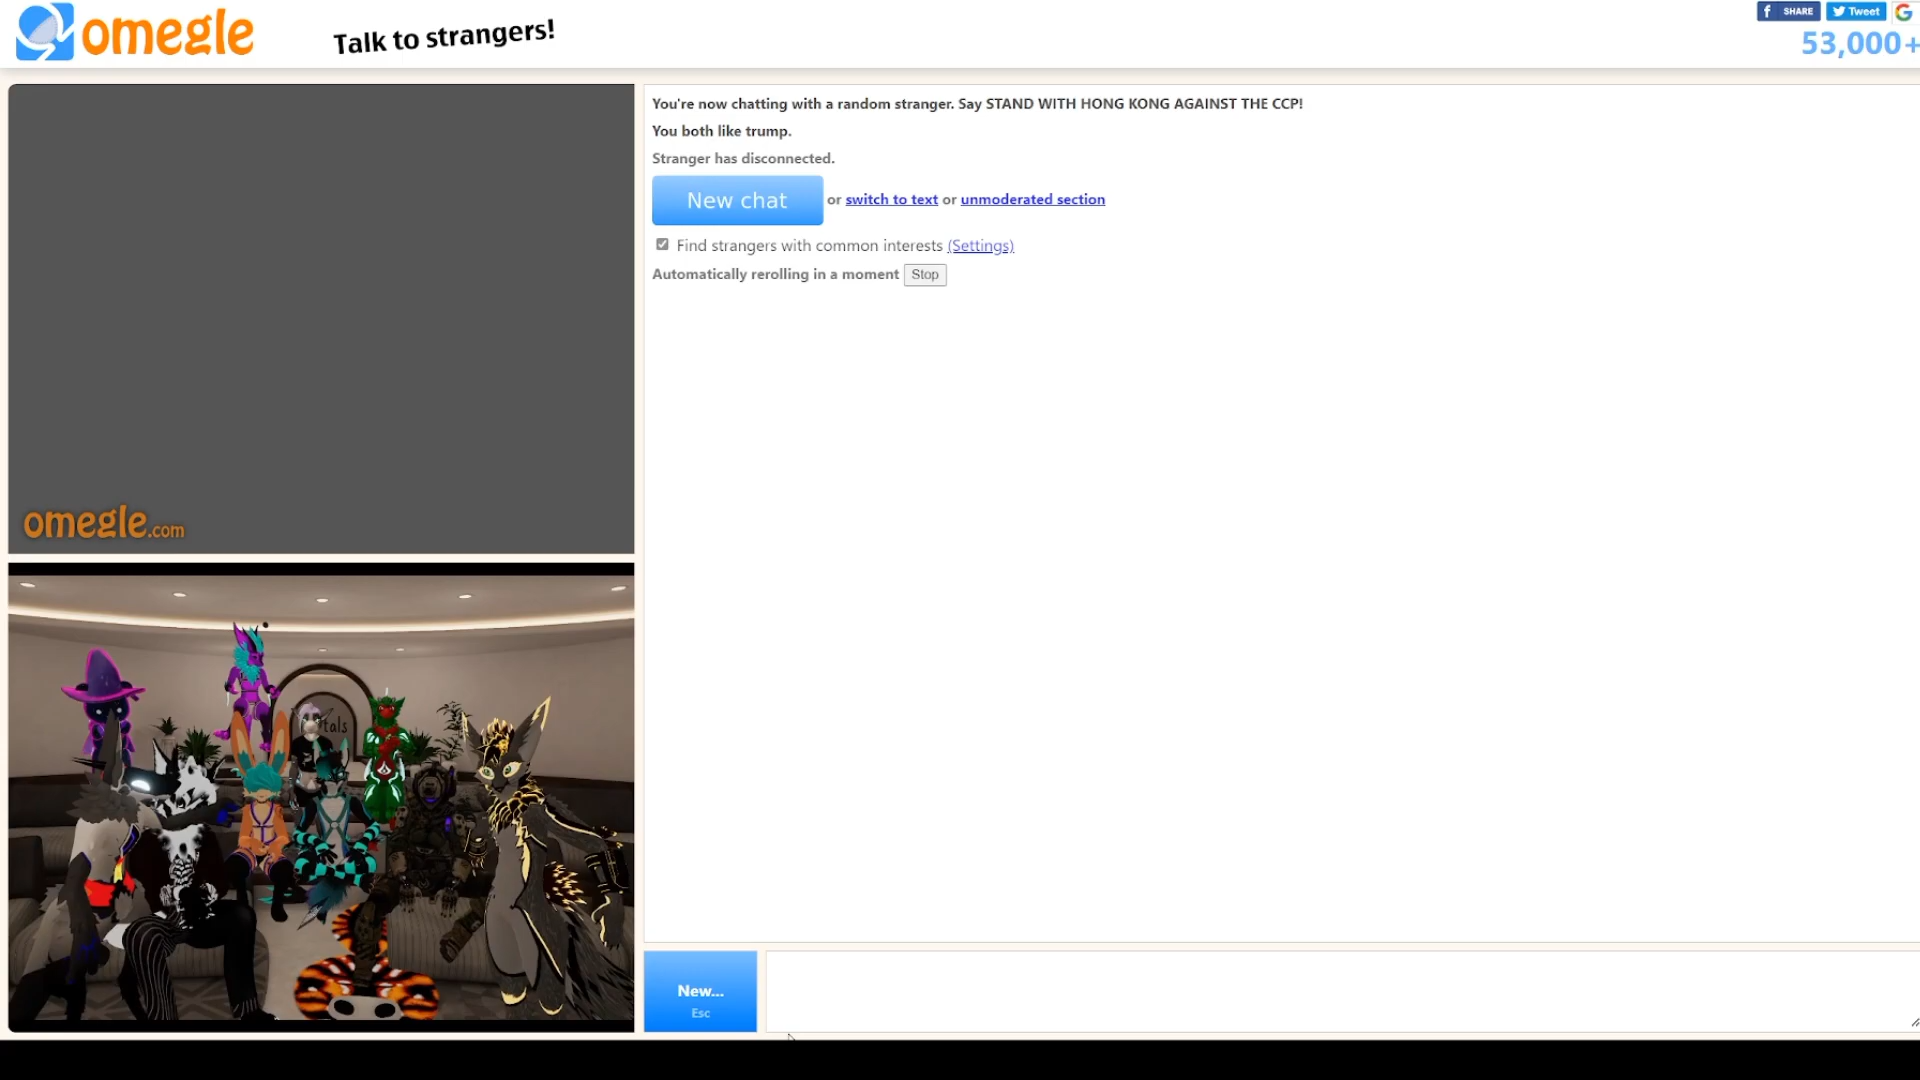 omegle
Talk to strangers!
f SHARE
Tweet
G
53,000+
You're now chatting with a random stranger. Say STAND WITH HONG KONG AGAINST THE CCP!
You both like trump.
Stranger has disconnected.
New chat or switch to text or unmoderated section
Find strangers with common interests (Settings)
Automatically rerolling in a moment Stop
omegle.com
New...
Esc